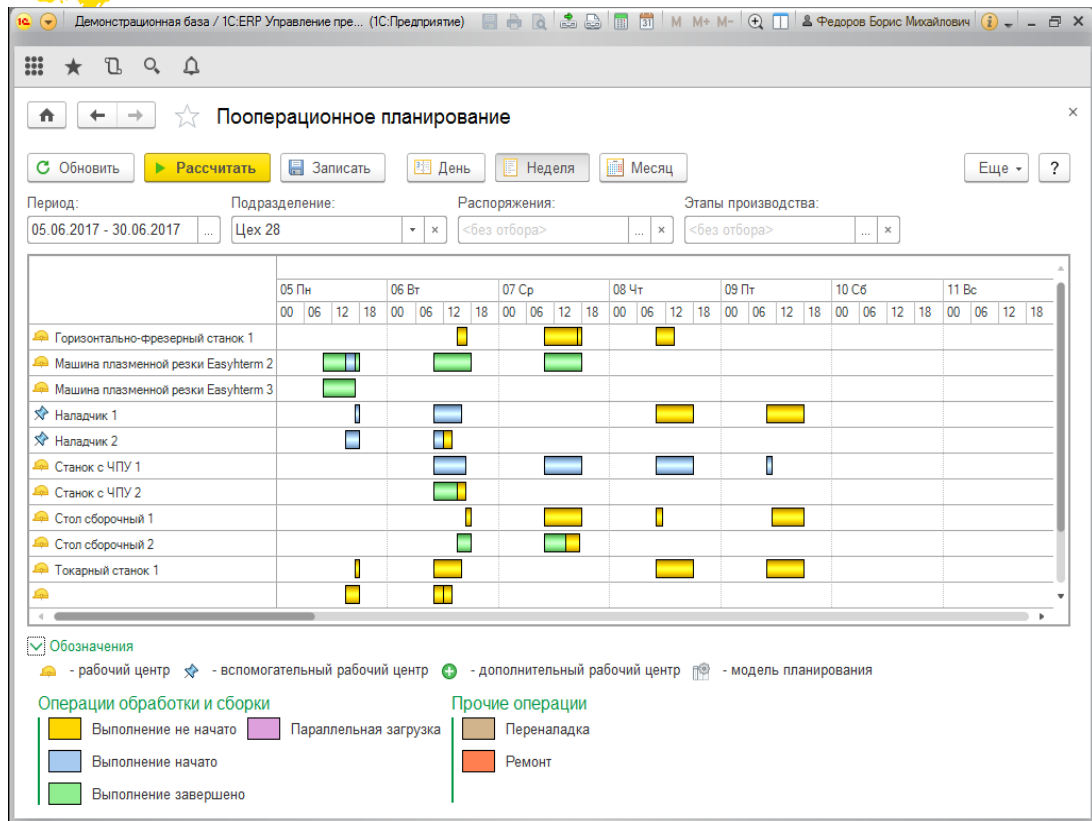 1С Демонстрационная база / 1С:ERP Управление пре... (1С:Предприятие) 31 M M+ M- Федоров Борис Михайлович i
Пооперационное планирование ×
Обновить Рассчитать Записать День Неделя Месяц Еще ?
Период: Подразделение: Распоряжения: Этапы производства:
05.06.2017 - 30.06.2017 ... Цех 28 × <без отбора> ... × <без отбора> ... ×
05 Пн 06 Вт 07 Ср 08 Чт 09 Пт 10 Сб 11 Вс
00 06 12 18 00 06 12 18 00 06 12 18 00 06 12 18 00 06 12 18 00 06 12 18 00 06 12 18
Горизонтально-фрезерный станок 1
Машина плазменной резки Easyhterm 2
Машина плазменной резки Easyhterm 3
Наладчик 1
Наладчик 2
Станок с ЧПУ 1
Станок с ЧПУ 2
Стол сборочный 1
Стол сборочный 2
Токарный станок 1
Обозначения
- рабочий центр - вспомогательный рабочий центр - дополнительный рабочий центр - модель планирования
Операции обработки и сборки Прочие операции
Выполнение не начато Параллельная загрузка Переналадка
Выполнение начато Ремонт
Выполнение завершено